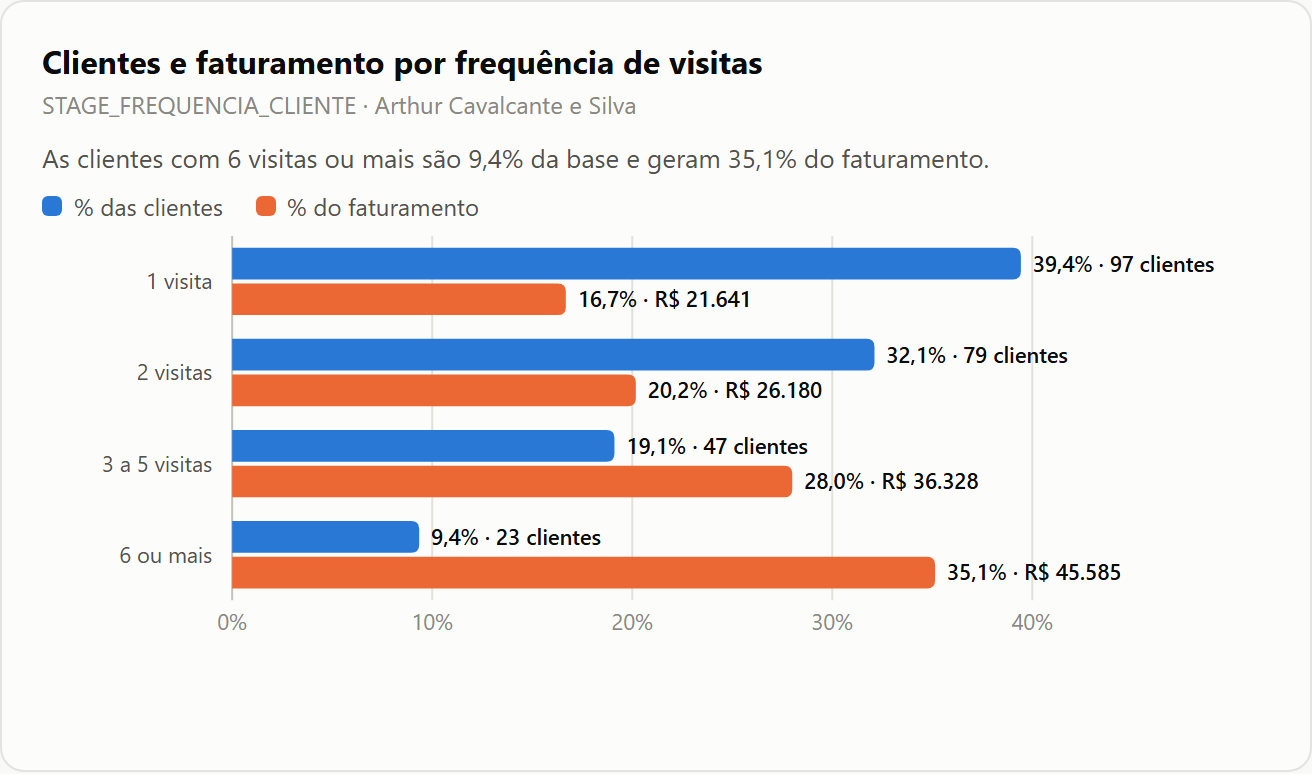 Clientes e faturamento por frequência de visitas
STAGE_FREQUENCIA_CLIENTE · Arthur Cavalcante e Silva
As clientes com 6 visitas ou mais são 9,4% da base e geram 35,1% do faturamento.
% das clientes % do faturamento
39,4% · 97 clientes
1 visita
16,7% · R$ 21.641
32,1% · 79 clientes
2 visitas
20,2% · R$ 26.180
19,1% · 47 clientes
3 a 5 visitas
28,0% · R$ 36.328
9,4% · 23 clientes
6 ou mais
35,1% · R$ 45.585
0% 10% 20% 30% 40%